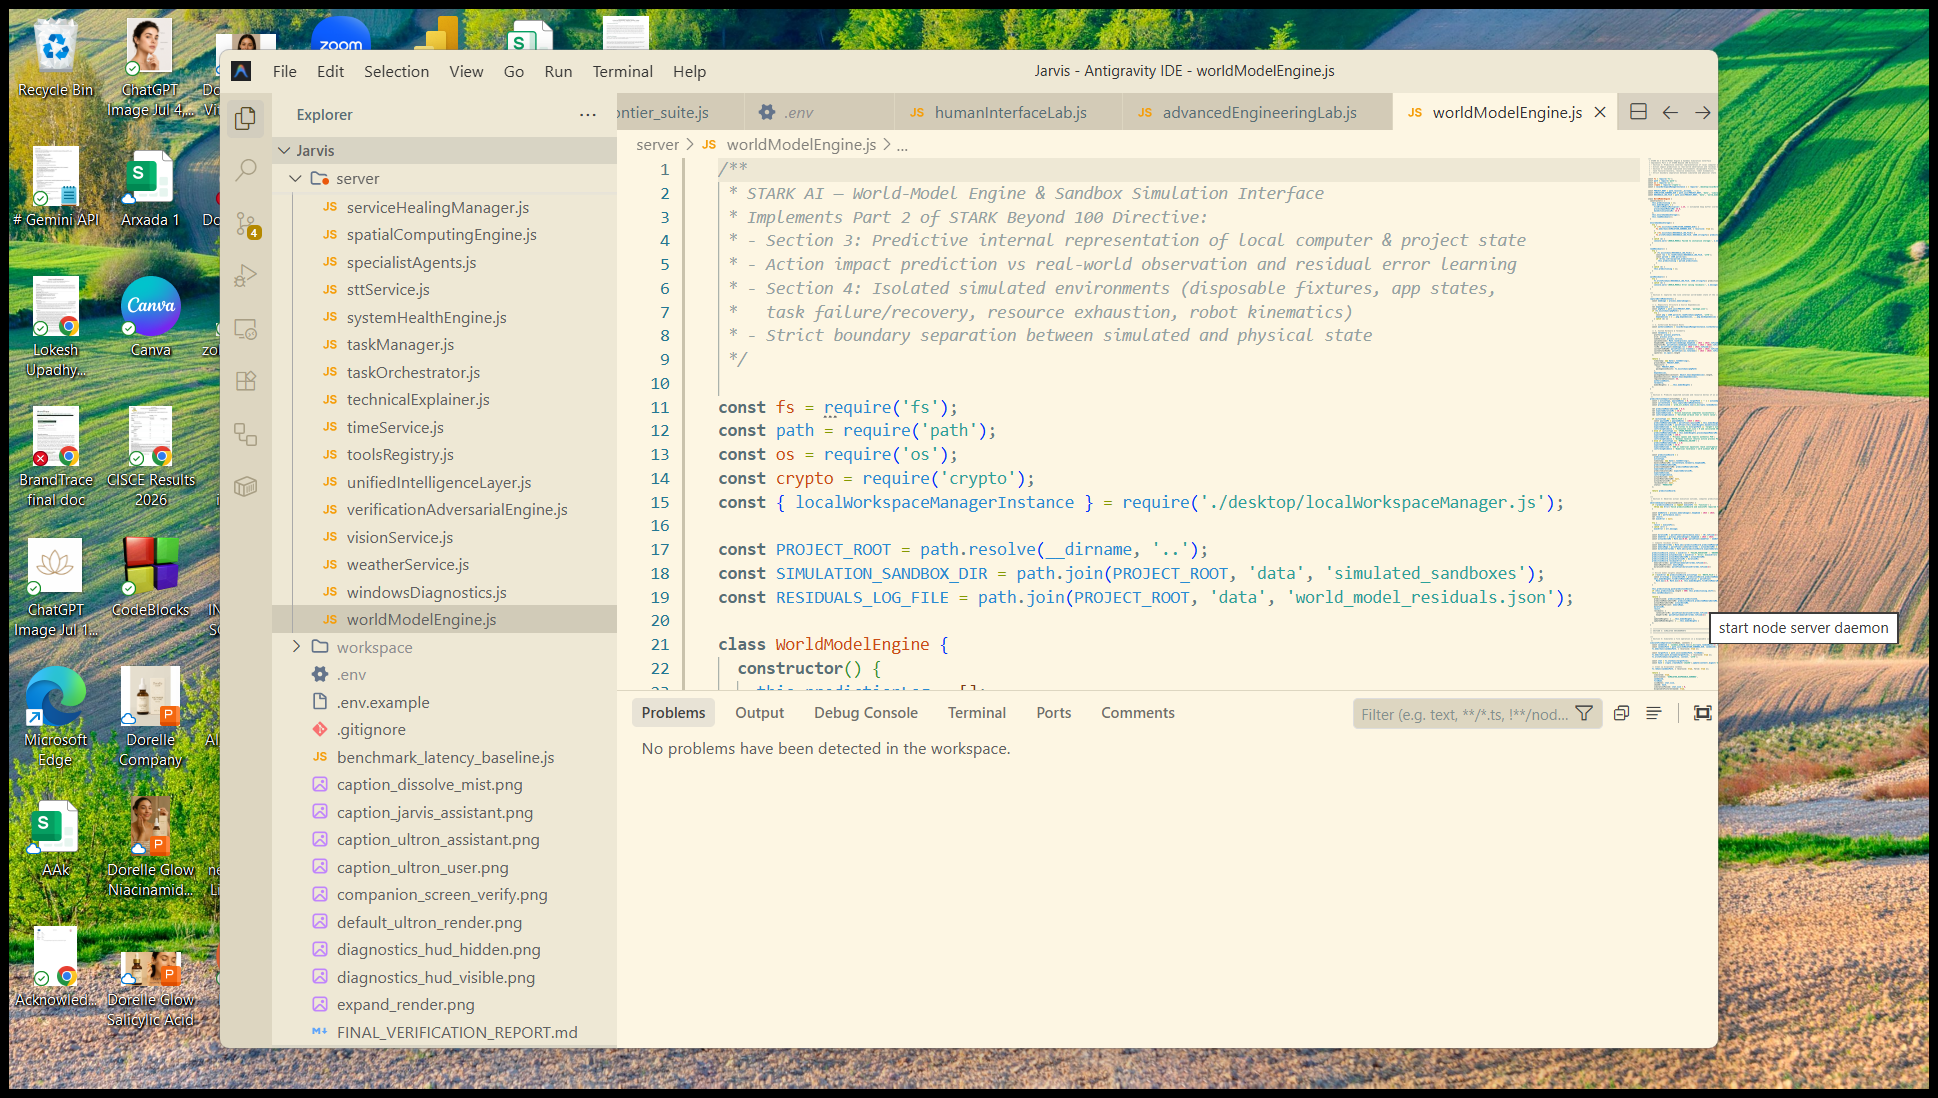 Recycle Bin
ChatGPT
Image Jul 4,...
# Gemini API
Arxada 1
Lokesh
Upadhy...
Canva
Canva
BrandTrace
final doc
CISCE Results
2026
ChatGPT
Image Jul 1...
CodeBlocks
Microsoft
Edge
Dorelle
Company
AAk
Dorelle Glow
Niacinamid...
Acknowled...
Dorelle Glow
Salicylic Acid
zoom
File Edit Selection View Go Run Terminal Help
Jarvis - Antigravity IDE - worldModelEngine.js
Explorer
Jarvis
server
serviceHealingManager.js
spatialComputingEngine.js
specialistAgents.js
sttService.js
systemHealthEngine.js
taskManager.js
taskOrchestrator.js
technicalExplainer.js
timeService.js
toolsRegistry.js
unifiedIntelligenceLayer.js
verificationAdversarialEngine.js
visionService.js
weatherService.js
windowsDiagnostics.js
worldModelEngine.js
workspace
.env
.env.example
.gitignore
benchmark_latency_baseline.js
caption_dissolve_mist.png
caption_jarvis_assistant.png
caption_ultron_assistant.png
caption_ultron_user.png
companion_screen_verify.png
default_ultron_render.png
diagnostics_hud_hidden.png
diagnostics_hud_visible.png
expand_render.png
FINAL_VERIFICATION_REPORT.md
4
ontier_suite.js .env humanInterfaceLab.js advancedEngineeringLab.js worldModelEngine.js
server > JS worldModelEngine.js > ...
1 /**
2 * STARK AI — World-Model Engine & Sandbox Simulation Interface
3 * Implements Part 2 of STARK Beyond 100 Directive:
4 * - Section 3: Predictive internal representation of local computer & project state
5 * - Action impact prediction vs real-world observation and residual error learning
6 * - Section 4: Isolated simulated environments (disposable fixtures, app states,
7 * task failure/recovery, resource exhaustion, robot kinematics)
8 * - Strict boundary separation between simulated and physical state
9 */
10
11 const fs = require('fs');
12 const path = require('path');
13 const os = require('os');
14 const crypto = require('crypto');
15 const { localWorkspaceManagerInstance } = require('./desktop/localWorkspaceManager.js');
16
17 const PROJECT_ROOT = path.resolve(__dirname, '..');
18 const SIMULATION_SANDBOX_DIR = path.join(PROJECT_ROOT, 'data', 'simulated_sandboxes');
19 const RESIDUALS_LOG_FILE = path.join(PROJECT_ROOT, 'data', 'world_model_residuals.json');
20
21 class WorldModelEngine {
22 constructor() {
Problems Output Debug Console Terminal Ports Comments
Filter (e.g. text, **/*.ts, !**/nod...
No problems have been detected in the workspace.
start node server daemon